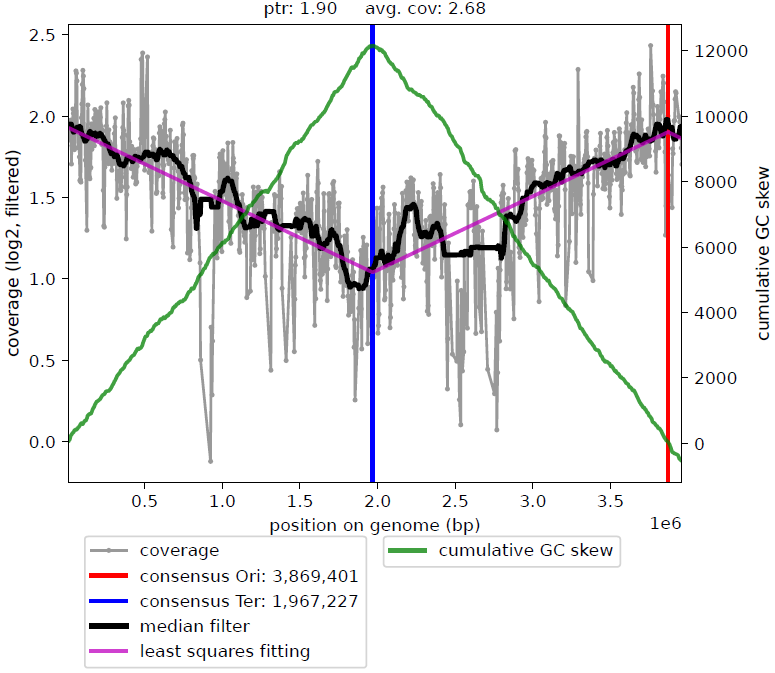 ptr: 1.90 avg. cov: 2.68
2.5
2.0
1.5
1.0
0.5
0.0
coverage (log2, filtered)
12000
10000
8000
6000
4000
2000
0
cumulative GC skew
0.5 1.0 1.5 2.0 2.5 3.0 3.5
position on genome (bp)
1e6
coverage
consensus Ori: 3,869,401
consensus Ter: 1,967,227
median filter
least squares fitting
cumulative GC skew